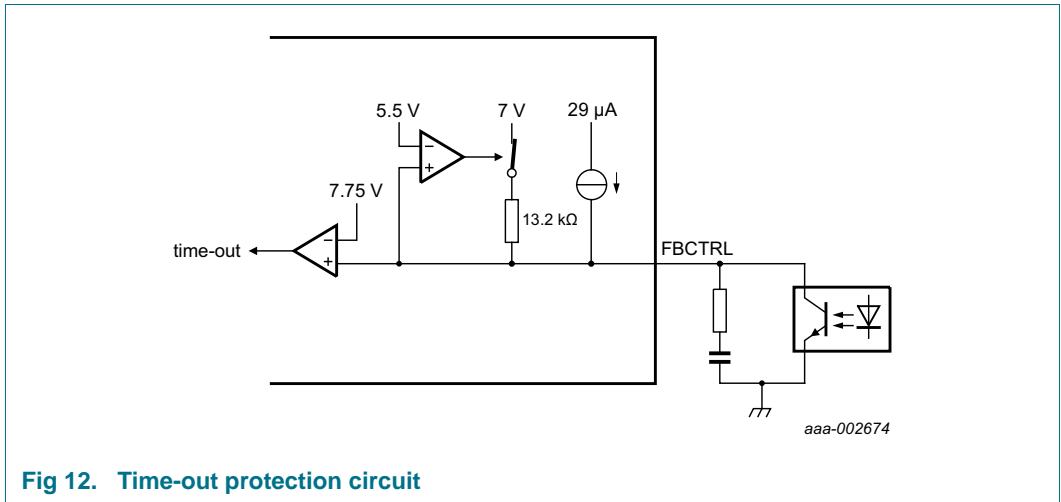 5.5 V
7 V
29 µA
−
+
7.75 V
−
+
13.2 kΩ
time-out
FBCTRL
aaa-002674
Fig 12. Time-out protection circuit